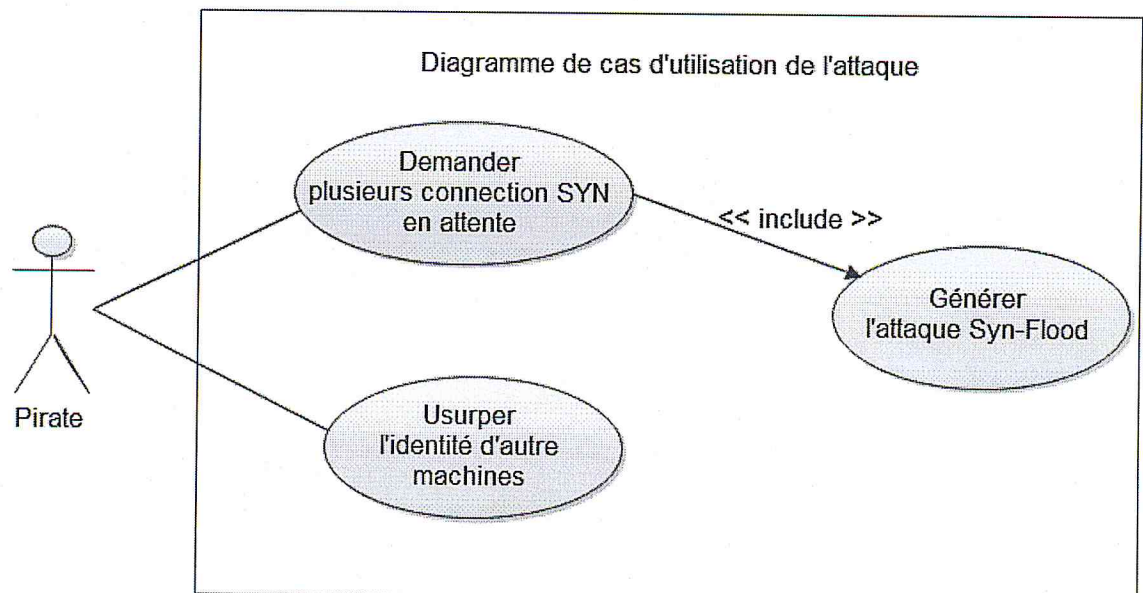 Diagramme de cas d'utilisation de l'attaque
Demander
plusieurs connection SYN
en attente
<< include >>
Générer
l'attaque Syn-Flood
Pirate
Usurper
l'identité d'autre
machines